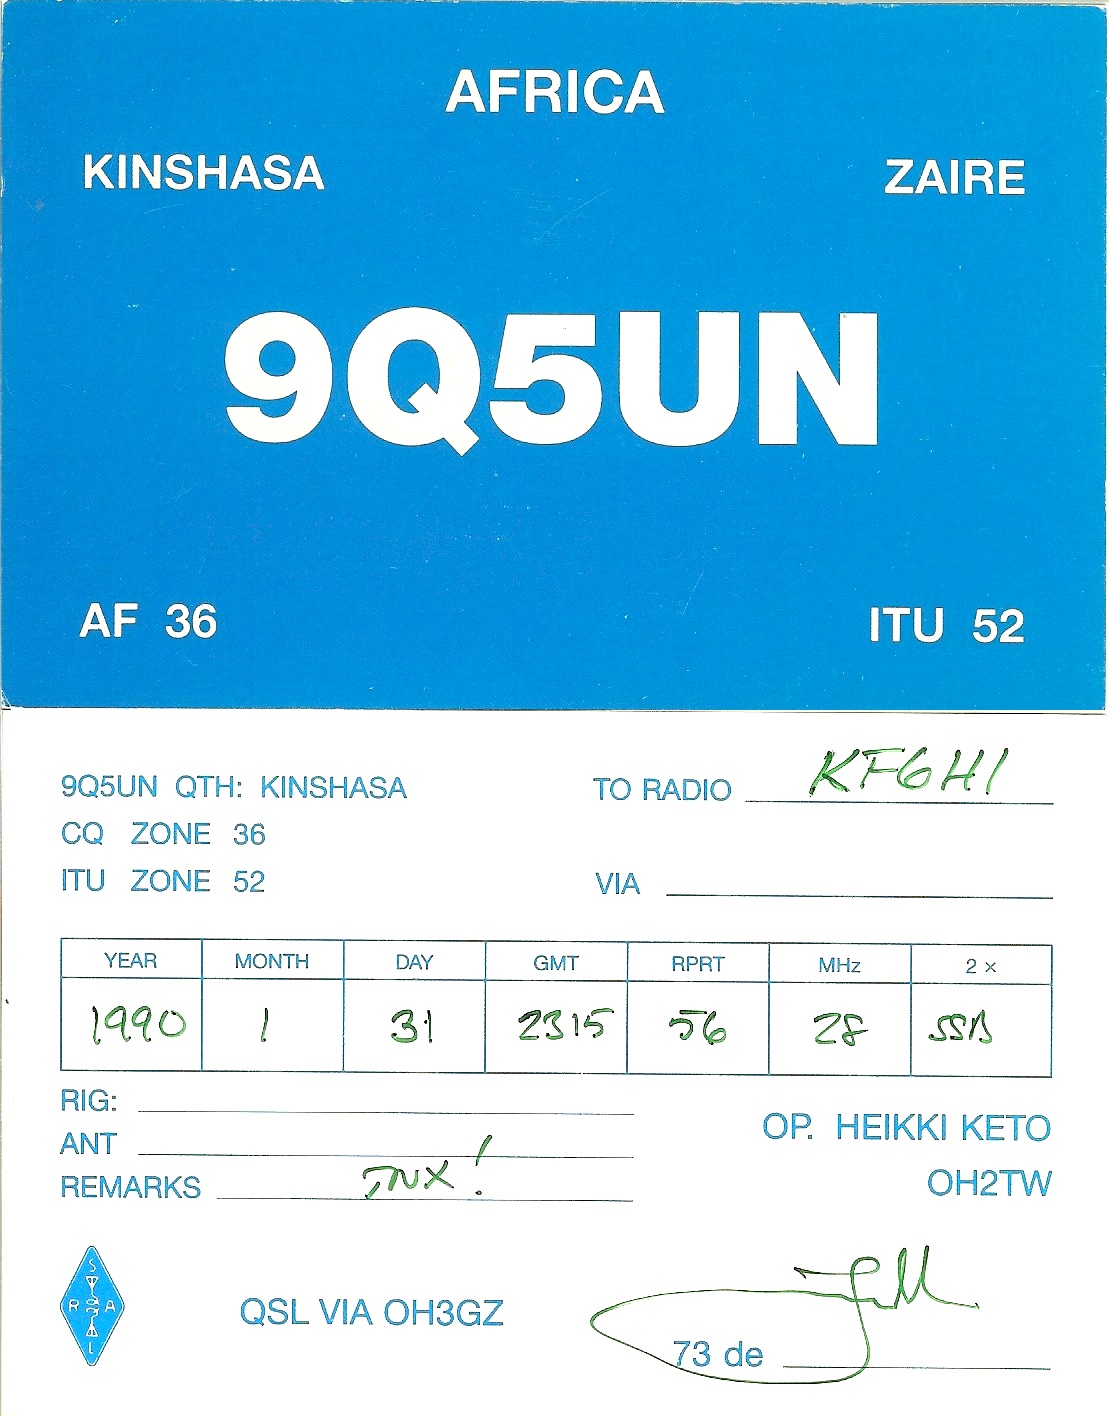 AFRICA
KINSHASA ZAIRE
9Q5UN
AF 36 ITU 52
9Q5UN QTH: KINSHASA TO RADIO KF6HI
CQ ZONE 36
ITU ZONE 52 VIA
YEAR MONTH DAY GMT RPRT MHz 2 x
1990 1 31 2315 56 28 SSB
RIG:
ANT OP. HEIKKI KETO
REMARKS TNX!
OH2TW
S R A L
QSL VIA OH3GZ
73 de